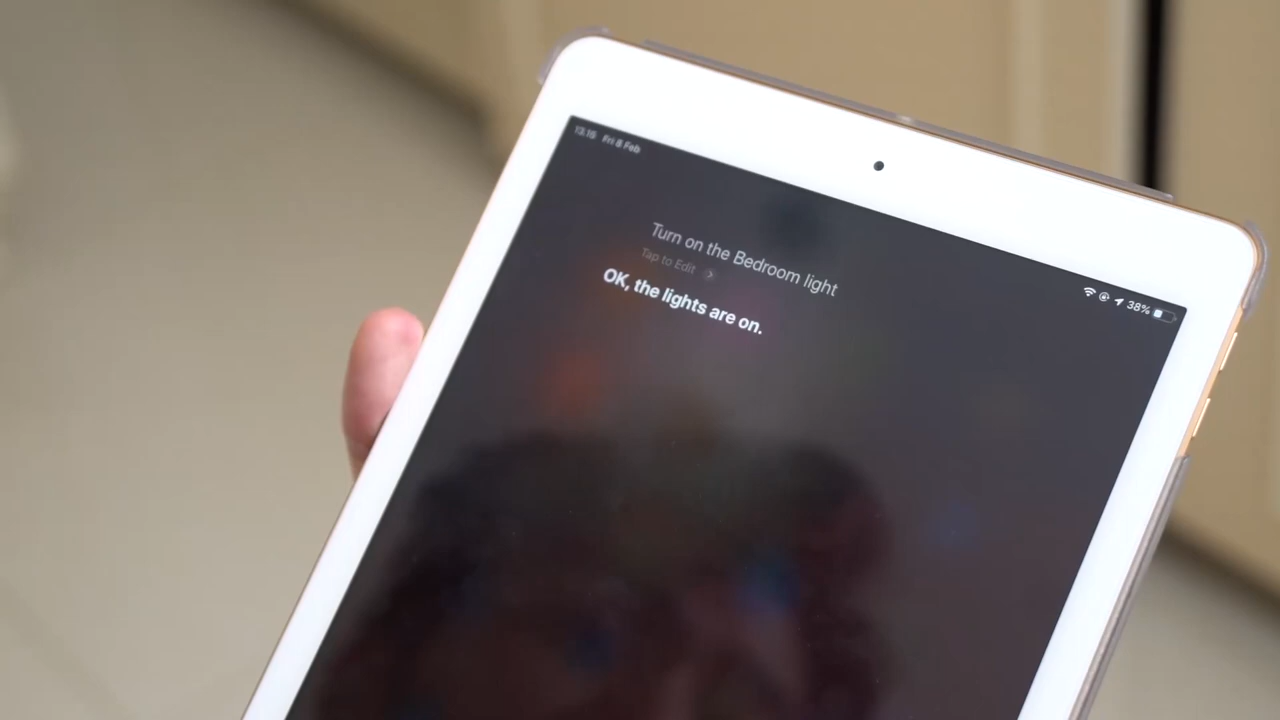 13:16 Fri 8 Feb
38%
Turn on the Bedroom light
Tap to Edit
OK, the lights are on.